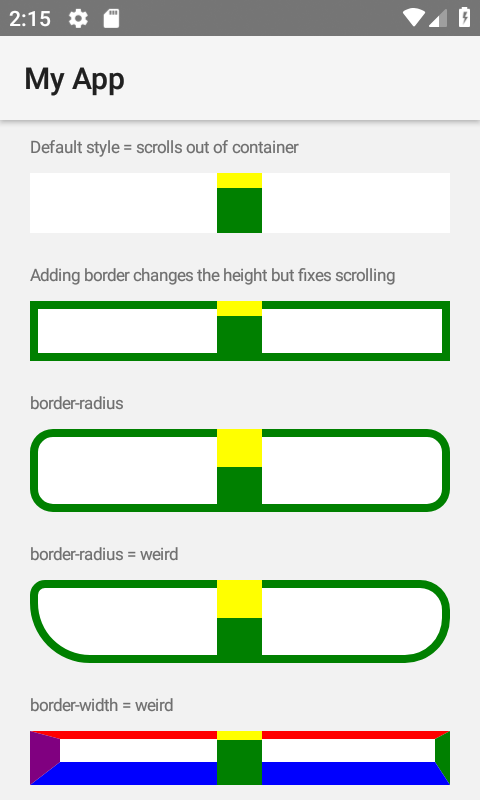 2:15
My App
Default style = scrolls out of container
Adding border changes the height but fixes scrolling
border-radius
border-radius = weird
border-width = weird